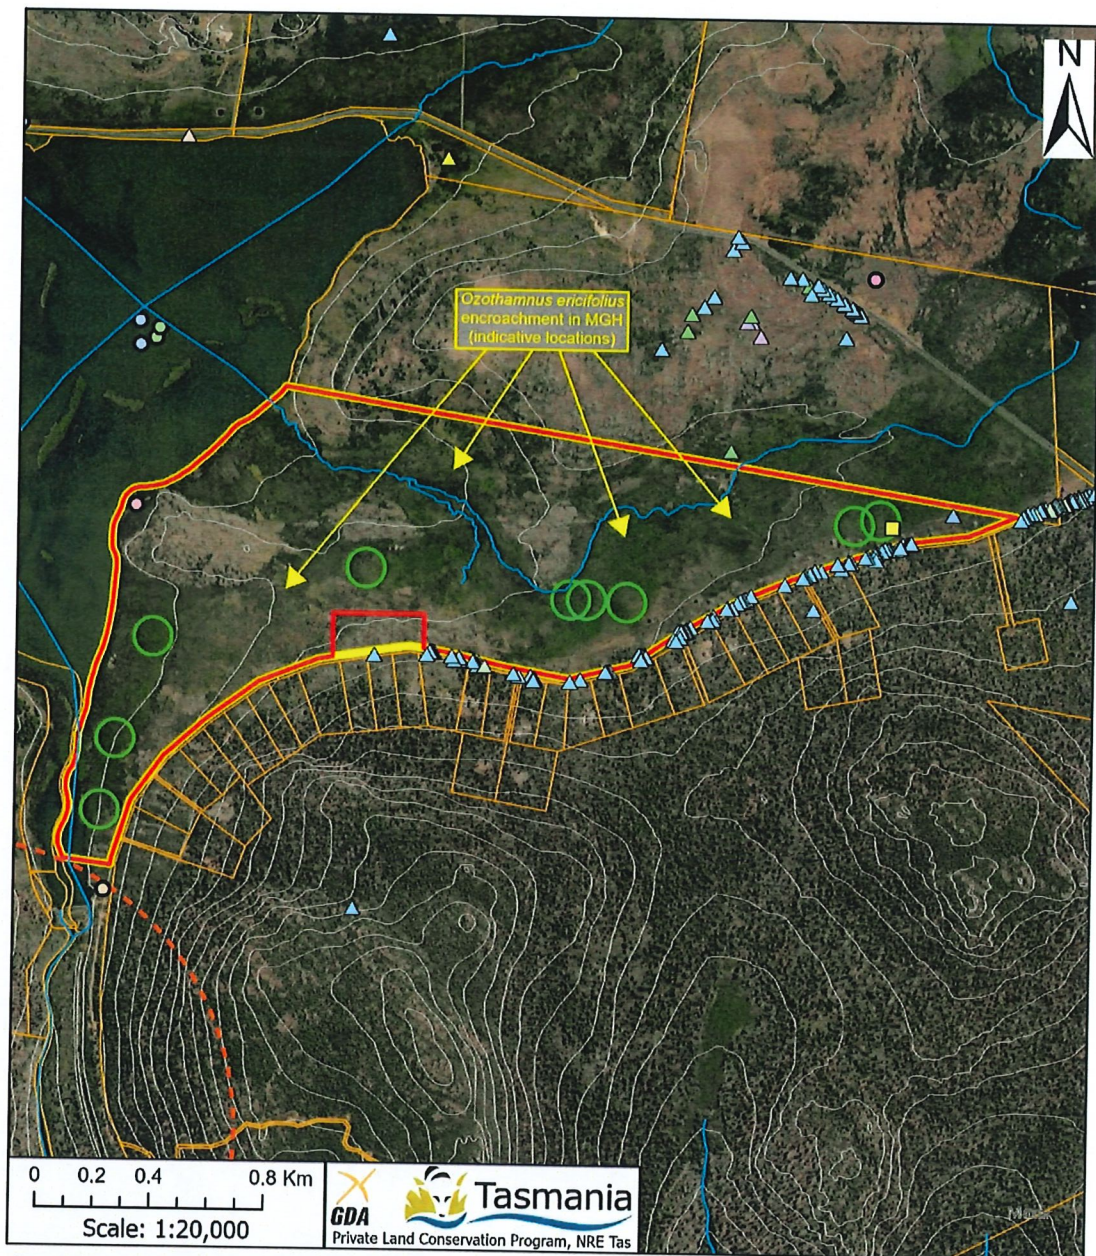 N
Ozothamnus ericifolius
encroachment in MGH
(indicative locations)
0 0.2 0.4 0.8 Km
Scale: 1:20,000
GDA
Tasmania
Private Land Conservation Program, NRE Tas